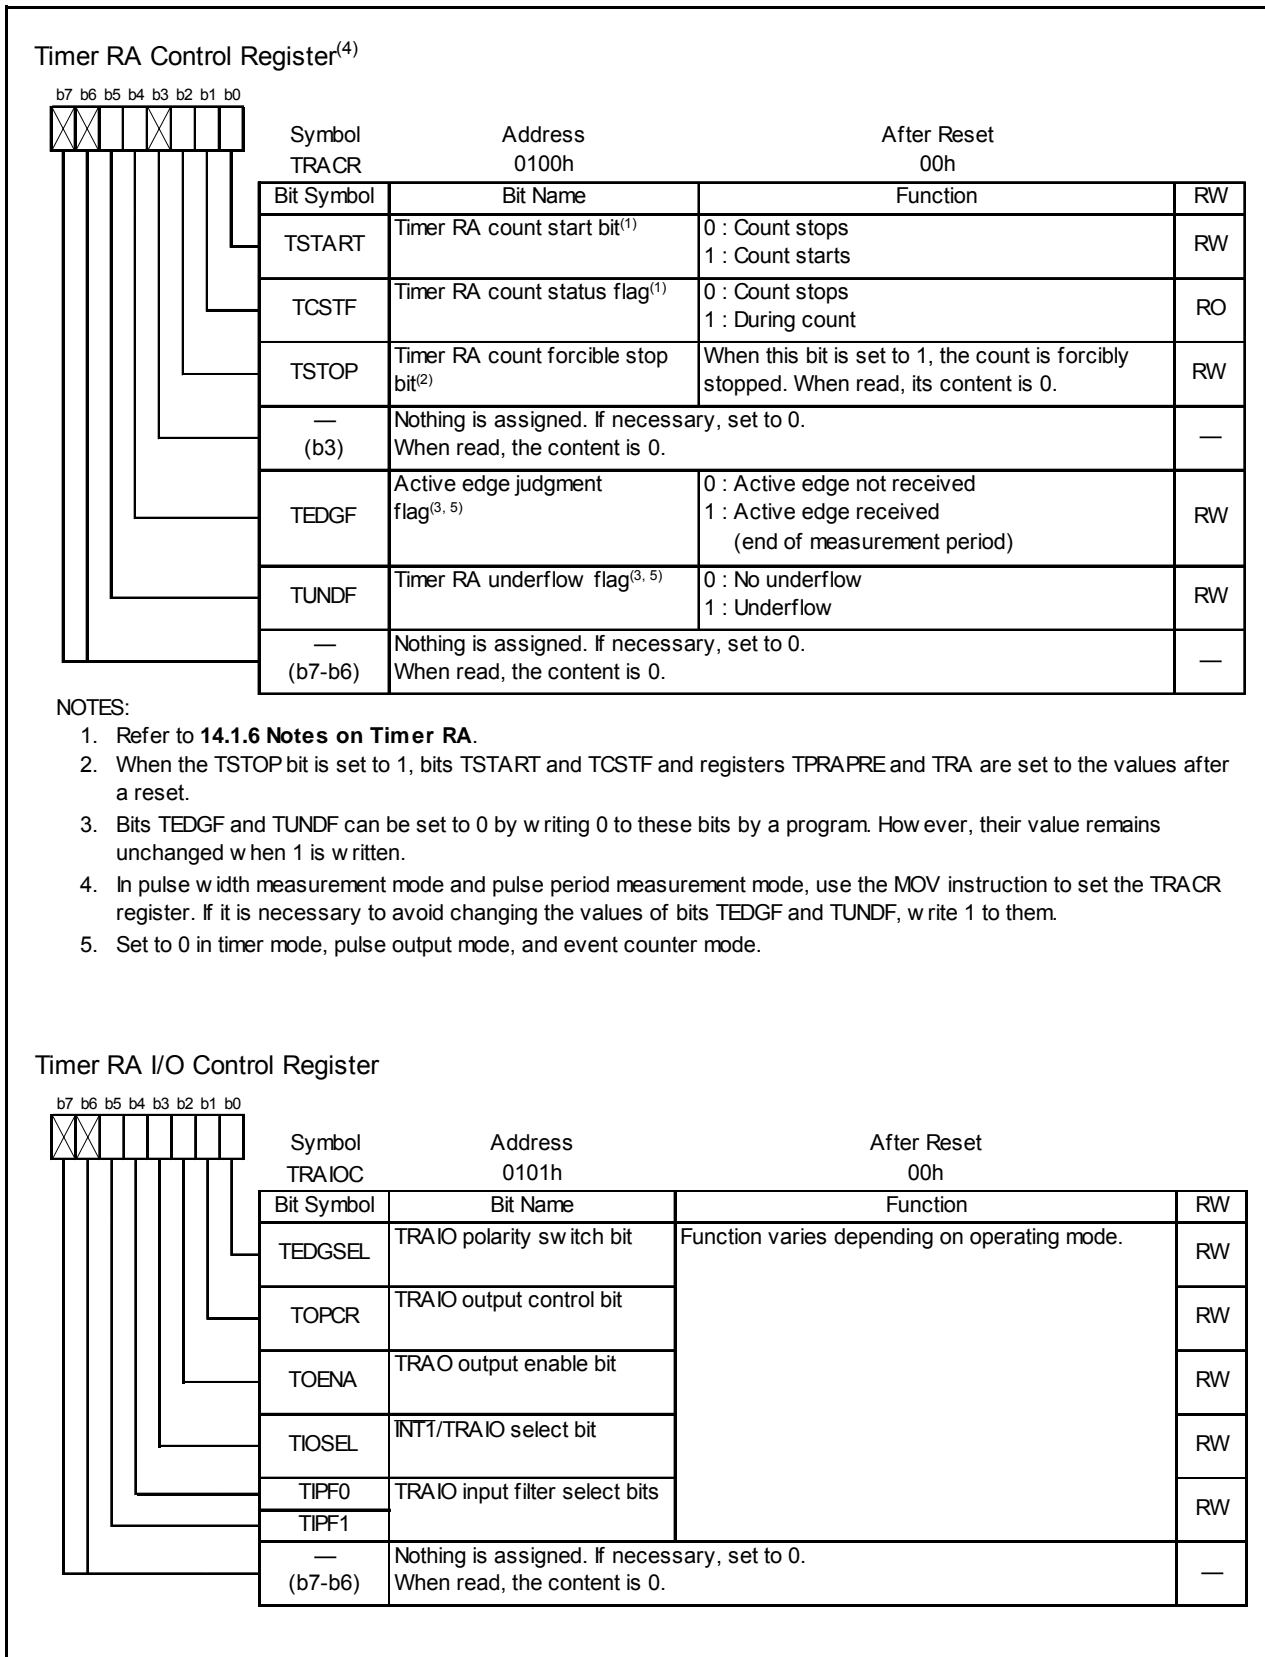 Timer RA Control Register(4)
b7 b6 b5 b4 b3 b2 b1 b0
Symbol Address After Reset
TRACR 0100h 00h
Bit Symbol Bit Name Function RW
TSTART Timer RA count start bit(1) 0 : Count stops RW
1 : Count starts
TCSTF Timer RA count status flag(1) 0 : Count stops RO
1 : During count
TSTOP Timer RA count forcible stop When this bit is set to 1, the count is forcibly RW
bit(2) stopped. When read, its content is 0.
— Nothing is assigned. If necessary, set to 0. —
(b3) When read, the content is 0.
TEDGF Active edge judgment 0 : Active edge not received RW
flag(3, 5) 1 : Active edge received
(end of measurement period)
TUNDF Timer RA underflow flag(3, 5) 0 : No underflow RW
1 : Underflow
— Nothing is assigned. If necessary, set to 0. —
(b7-b6) When read, the content is 0.
NOTES:
1. Refer to 14.1.6 Notes on Timer RA.
2. When the TSTOP bit is set to 1, bits TSTART and TCSTF and registers TPRAPRE and TRA are set to the values after
a reset.
3. Bits TEDGF and TUNDF can be set to 0 by writing 0 to these bits by a program. However, their value remains
unchanged when 1 is written.
4. In pulse width measurement mode and pulse period measurement mode, use the MOV instruction to set the TRACR
register. If it is necessary to avoid changing the values of bits TEDGF and TUNDF, write 1 to them.
5. Set to 0 in timer mode, pulse output mode, and event counter mode.
Timer RA I/O Control Register
b7 b6 b5 b4 b3 b2 b1 b0
Symbol Address After Reset
TRAIOC 0101h 00h
Bit Symbol Bit Name Function RW
TEDGSEL TRAIO polarity switch bit Function varies depending on operating mode. RW
TOPCR TRAIO output control bit RW
TOENA TRAO output enable bit RW
TIOSEL INT1/TRAIO select bit RW
TIPF0 TRAIO input filter select bits RW
TIPF1
— Nothing is assigned. If necessary, set to 0. —
(b7-b6) When read, the content is 0.